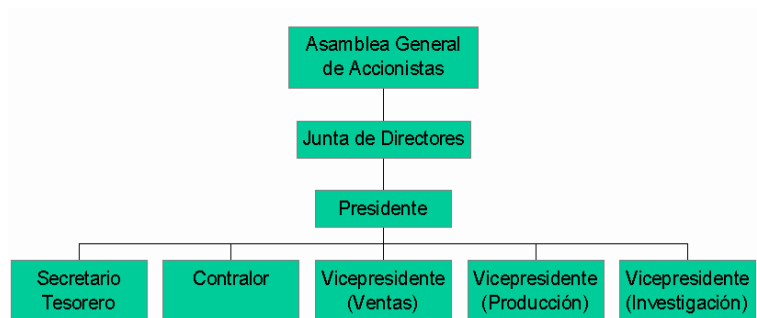 Asamblea General
de Accionistas
Junta de Directores
Presidente
Secretario
Tesorero
Contralor
Vicepresidente
(Ventas)
Vicepresidente
(Producción)
Vicepresidente
(Investigación)